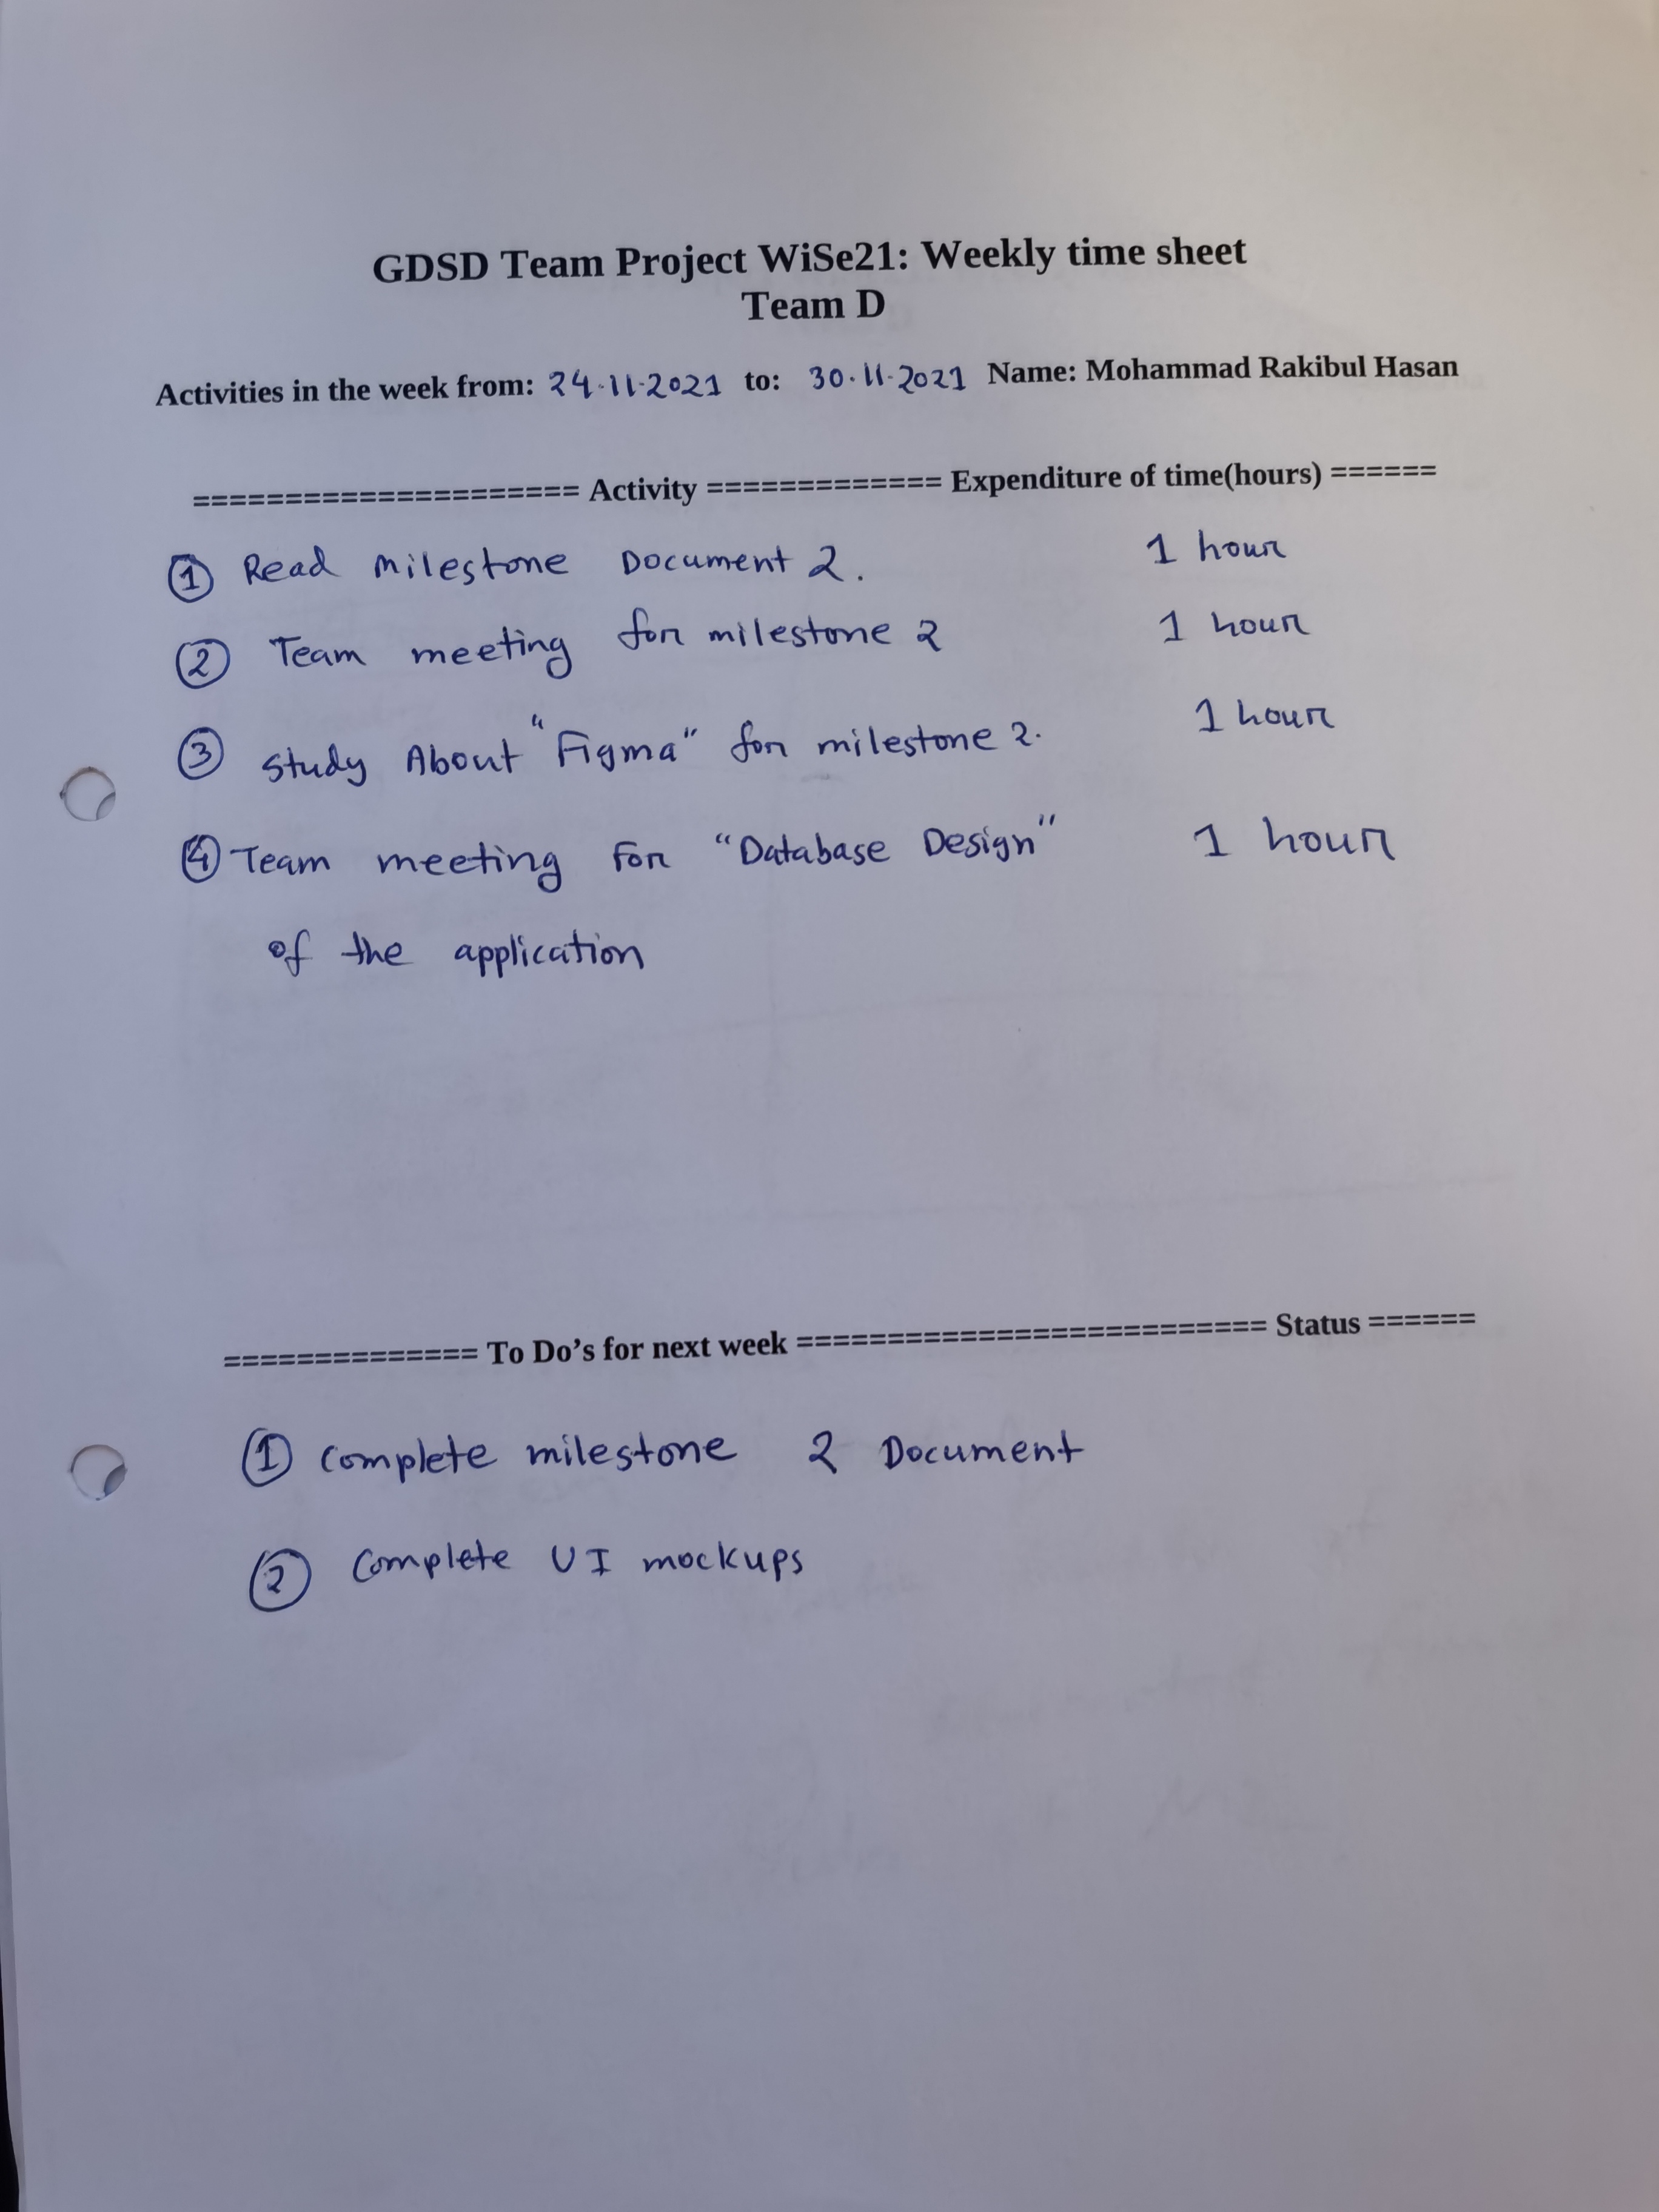 GDSD Team Project WiSe21: Weekly time sheet
Team D
Activities in the week from: 24.11.2021 to: 30.11.2021 Name: Mohammad Rakibul Hasan
===================== Activity ============= Expenditure of time(hours) ======
① Read milestone Document 2. 1 hour
② Team meeting for milestone 2 1 hour
③ Study About "Figma" for milestone 2. 1 hour
④ Team meeting For "Database Design" 1 hour
of the application
============== To Do's for next week ========================== Status ======
① Complete milestone 2 Document
② Complete UI mockups